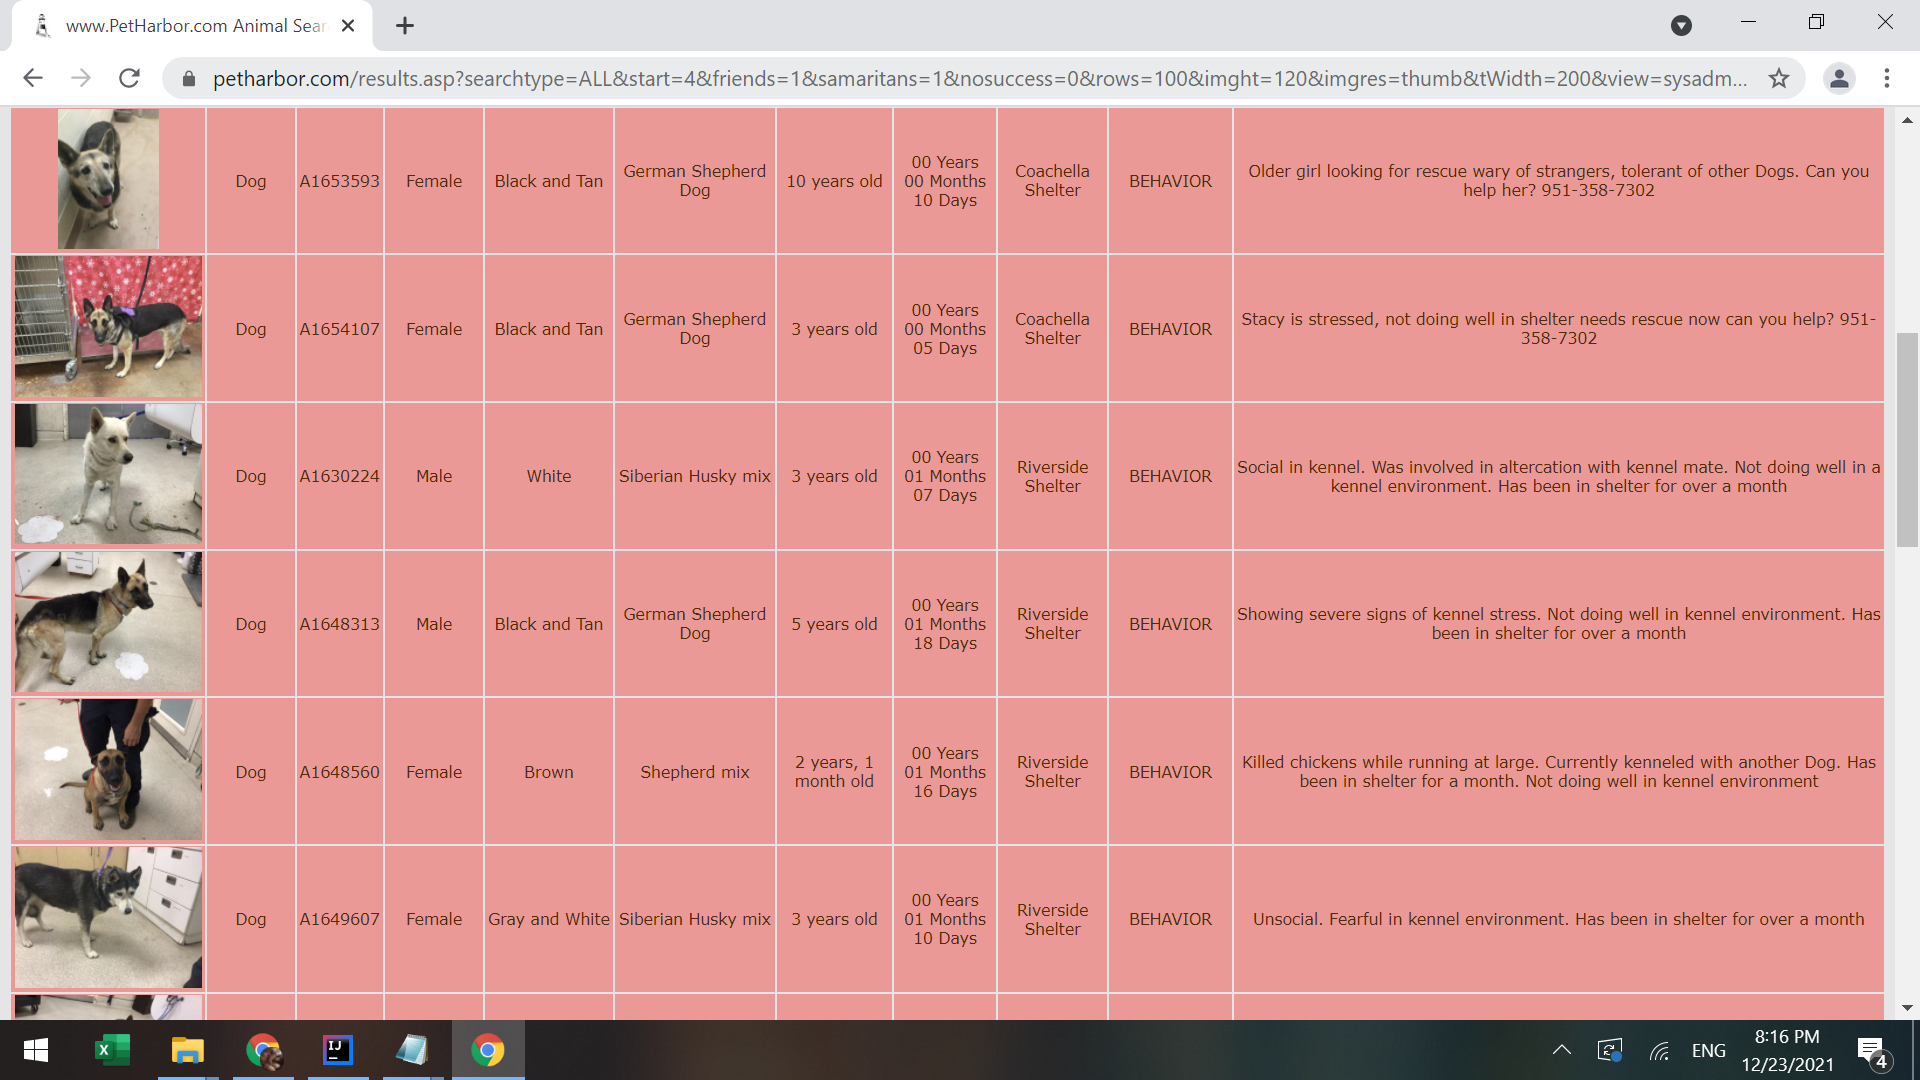 www.PetHarbor.com Animal Sear
petharbor.com/results.asp?searchtype=ALL&start=4&friends=1&samaritans=1&nosuccess=0&rows=100&imght=120&imgres=thumb&tWidth=200&view=sysadm...
Dog A1653593 Female Black and Tan German Shepherd Dog 10 years old 00 Years 00 Months 10 Days Coachella Shelter BEHAVIOR Older girl looking for rescue wary of strangers, tolerant of other Dogs. Can you help her? 951-358-7302
Dog A1654107 Female Black and Tan German Shepherd Dog 3 years old 00 Years 00 Months 05 Days Coachella Shelter BEHAVIOR Stacy is stressed, not doing well in shelter needs rescue now can you help? 951-358-7302
Dog A1630224 Male White Siberian Husky mix 3 years old 00 Years 01 Months 07 Days Riverside Shelter BEHAVIOR Social in kennel. Was involved in altercation with kennel mate. Not doing well in a kennel environment. Has been in shelter for over a month
Dog A1648313 Male Black and Tan German Shepherd Dog 5 years old 00 Years 01 Months 18 Days Riverside Shelter BEHAVIOR Showing severe signs of kennel stress. Not doing well in kennel environment. Has been in shelter for over a month
Dog A1648560 Female Brown Shepherd mix 2 years, 1 month old 00 Years 01 Months 16 Days Riverside Shelter BEHAVIOR Killed chickens while running at large. Currently kenneled with another Dog. Has been in shelter for a month. Not doing well in kennel environment
Dog A1649607 Female Gray and White Siberian Husky mix 3 years old 00 Years 01 Months 10 Days Riverside Shelter BEHAVIOR Unsocial. Fearful in kennel environment. Has been in shelter for over a month
ENG
8:16 PM
12/23/2021
4